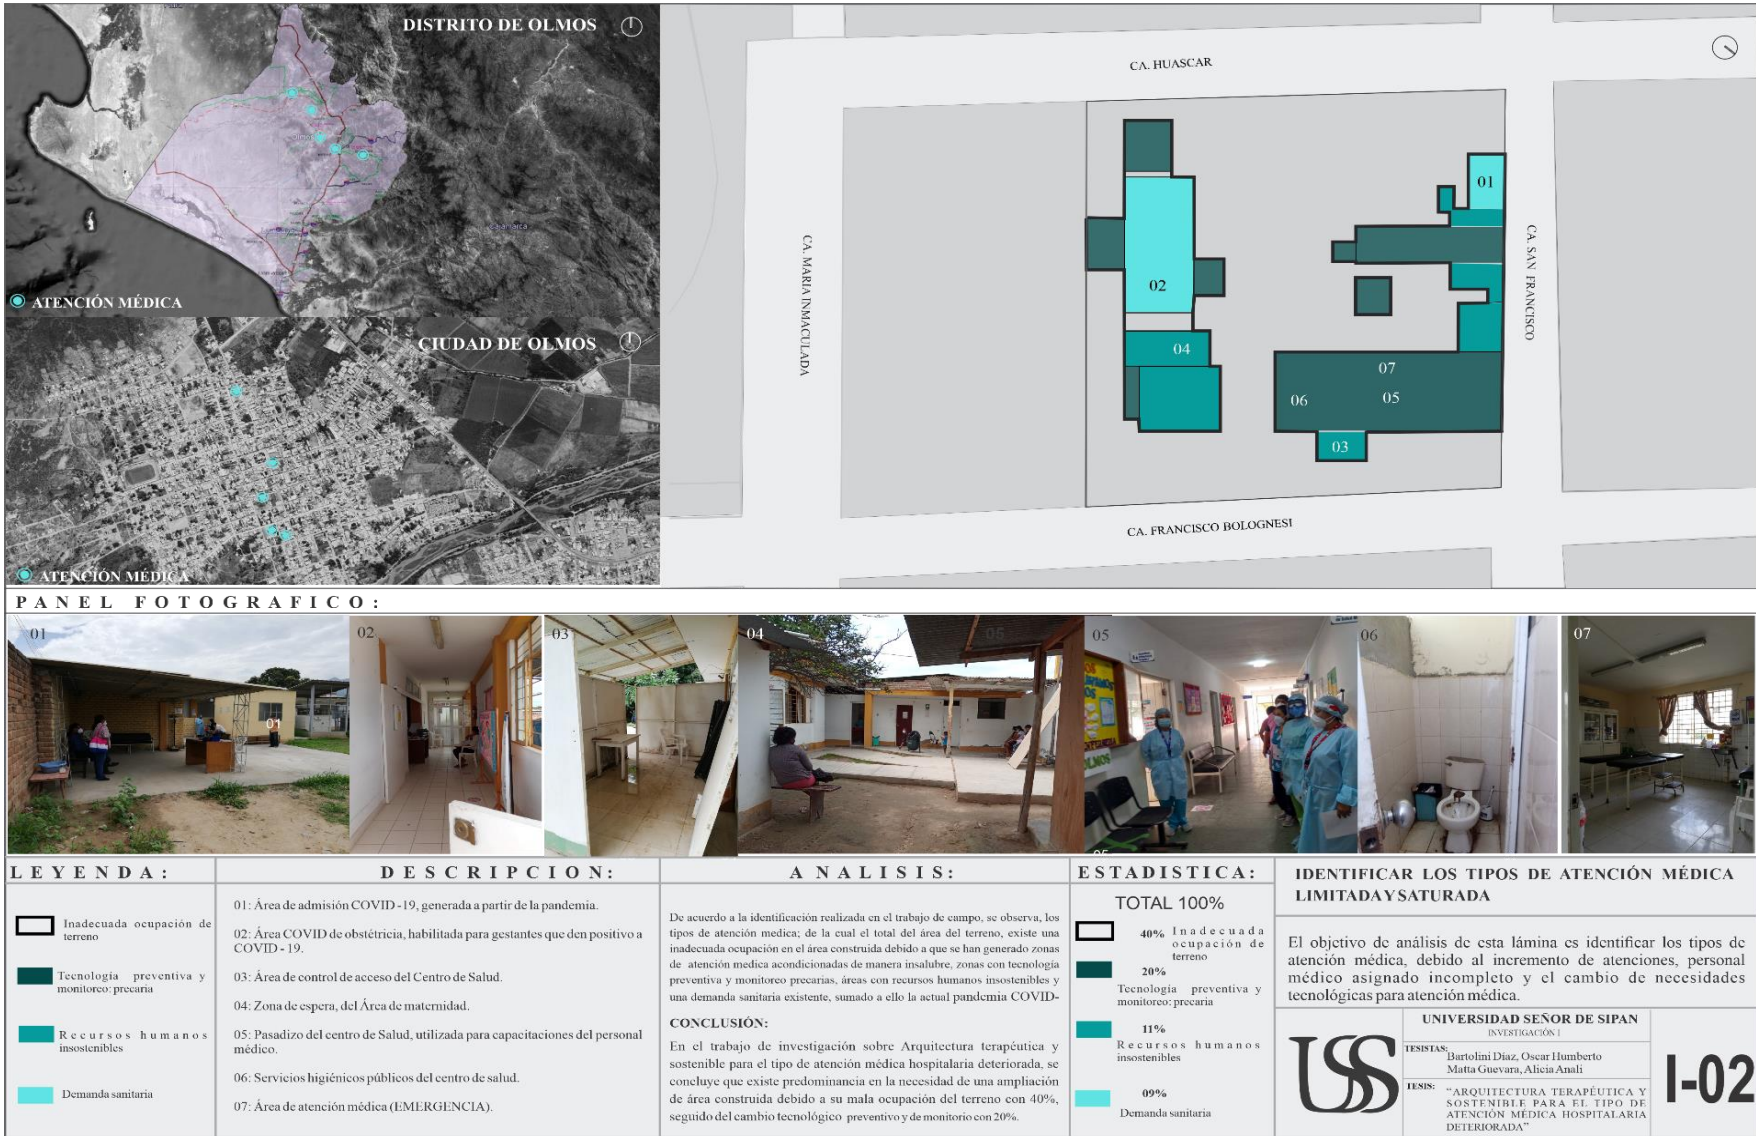 DISTRITO DE OLMOS
ATENCIÓN MÉDICA
CIUDAD DE OLMOS
ATENCIÓN MÉDICA
CA. HUASCAR
CA. MARIA INMACULADA
CA. SAN FRANCISCO
CA. FRANCISCO BOLOGNESI
01
02
04
07
06
05
03
PANEL FOTOGRAFICO:
01
01
02
03
04
05
05
05
06
07
LEYENDA:
Inadecuada ocupación de
terreno
Tecnología preventiva y
monitoreo: precaria
Recursos humanos
insostenibles
Demanda sanitaria
DESCRIPCION:
01: Área de admisión COVID -19, generada a partir de la pandemia.
02: Área COVID de obstétricia, habilitada para gestantes que den positivo a
COVID - 19.
03: Área de control de acceso del Centro de Salud.
04: Zona de espera, del Área de maternidad.
05: Pasadizo del centro de Salud, utilizada para capacitaciones del personal
médico.
06: Servicios higiénicos públicos del centro de salud.
07: Área de atención médica (EMERGENCIA).
ANALISIS:
De acuerdo a la identificación realizada en el trabajo de campo, se observa, los
tipos de atención medica; de la cual el total del área del terreno, existe una
inadecuada ocupación en el área construida debido a que se han generado zonas
de atención medica acondicionadas de manera insalubre, zonas con tecnología
preventiva y monitoreo precarias, áreas con recursos humanos insostenibles y
una demanda sanitaria existente, sumado a ello la actual pandemia COVID-
CONCLUSIÓN:
En el trabajo de investigación sobre Arquitectura terapéutica y
sostenible para el tipo de atención médica hospitalaria deteriorada, se
concluye que existe predominancia en la necesidad de una ampliación
de área construida debido a su mala ocupación del terreno con 40%,
seguido del cambio tecnológico preventivo y de monitorio con 20%.
ESTADISTICA:
TOTAL 100%
40% Inadecuada
ocupación de
terreno
20%
Tecnología preventiva y
monitoreo: precaria
11%
Recursos humanos
insostenibles
09%
Demanda sanitaria
IDENTIFICAR LOS TIPOS DE ATENCIÓN MÉDICA
LIMITADA Y SATURADA
El objetivo de análisis de esta lámina es identificar los tipos de
atención médica, debido al incremento de atenciones, personal
médico asignado incompleto y el cambio de necesidades
tecnológicas para atención médica.
USS
UNIVERSIDAD SEÑOR DE SIPAN
INVESTIGACIÓN I
TESISTAS:
Bartolini Díaz, Oscar Humberto
Matta Guevara, Alicia Analí
TESIS:
"ARQUITECTURA TERAPÉUTICA Y
SOSTENIBLE PARA EL TIPO DE
ATENCIÓN MÉDICA HOSPITALARIA
DETERIORADA"
I-02